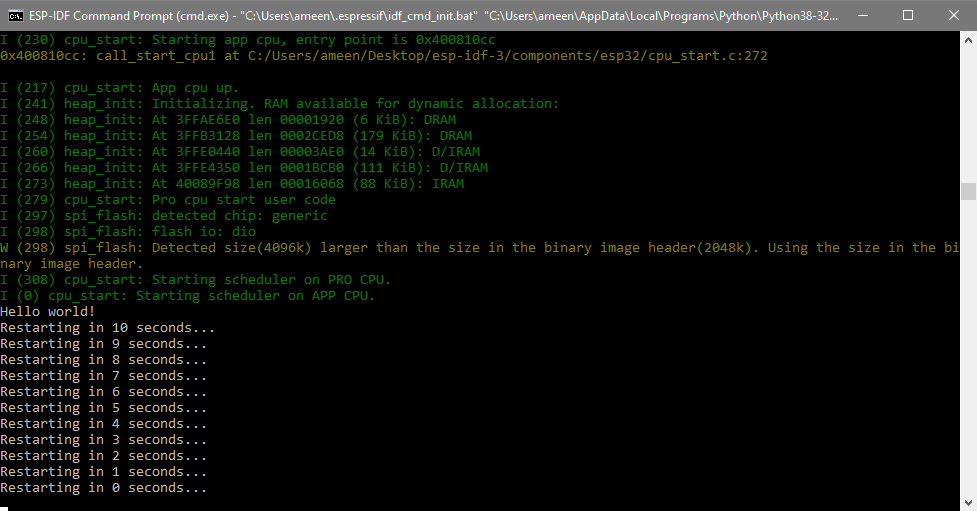 ESP-IDF Command Prompt (cmd.exe) - "C:\Users\ameen\.espressif\idf_cmd_init.bat" "C:\Users\ameen\AppData\Local\Programs\Python\Python38-32...
I (230) cpu_start: Starting app cpu, entry point is 0x400810cc
0x400810cc: call_start_cpu1 at C:/Users/ameen/Desktop/esp-idf-3/components/esp32/cpu_start.c:272
I (217) cpu_start: App cpu up.
I (241) heap_init: Initializing. RAM available for dynamic allocation:
I (248) heap_init: At 3FFAE6E0 len 00001920 (6 KiB): DRAM
I (254) heap_init: At 3FFB3128 len 0002CED8 (179 KiB): DRAM
I (260) heap_init: At 3FFE0440 len 00003AE0 (14 KiB): D/IRAM
I (266) heap_init: At 3FFE4350 len 0001BCB0 (111 KiB): D/IRAM
I (273) heap_init: At 40089F98 len 00016068 (88 KiB): IRAM
I (279) cpu_start: Pro cpu start user code
I (297) spi_flash: detected chip: generic
I (298) spi_flash: flash io: dio
W (298) spi_flash: Detected size(4096k) larger than the size in the binary image header(2048k). Using the size in the bi
nary image header.
I (308) cpu_start: Starting scheduler on PRO CPU.
I (0) cpu_start: Starting scheduler on APP CPU.
Hello world!
Restarting in 10 seconds...
Restarting in 9 seconds...
Restarting in 8 seconds...
Restarting in 7 seconds...
Restarting in 6 seconds...
Restarting in 5 seconds...
Restarting in 4 seconds...
Restarting in 3 seconds...
Restarting in 2 seconds...
Restarting in 1 seconds...
Restarting in 0 seconds...